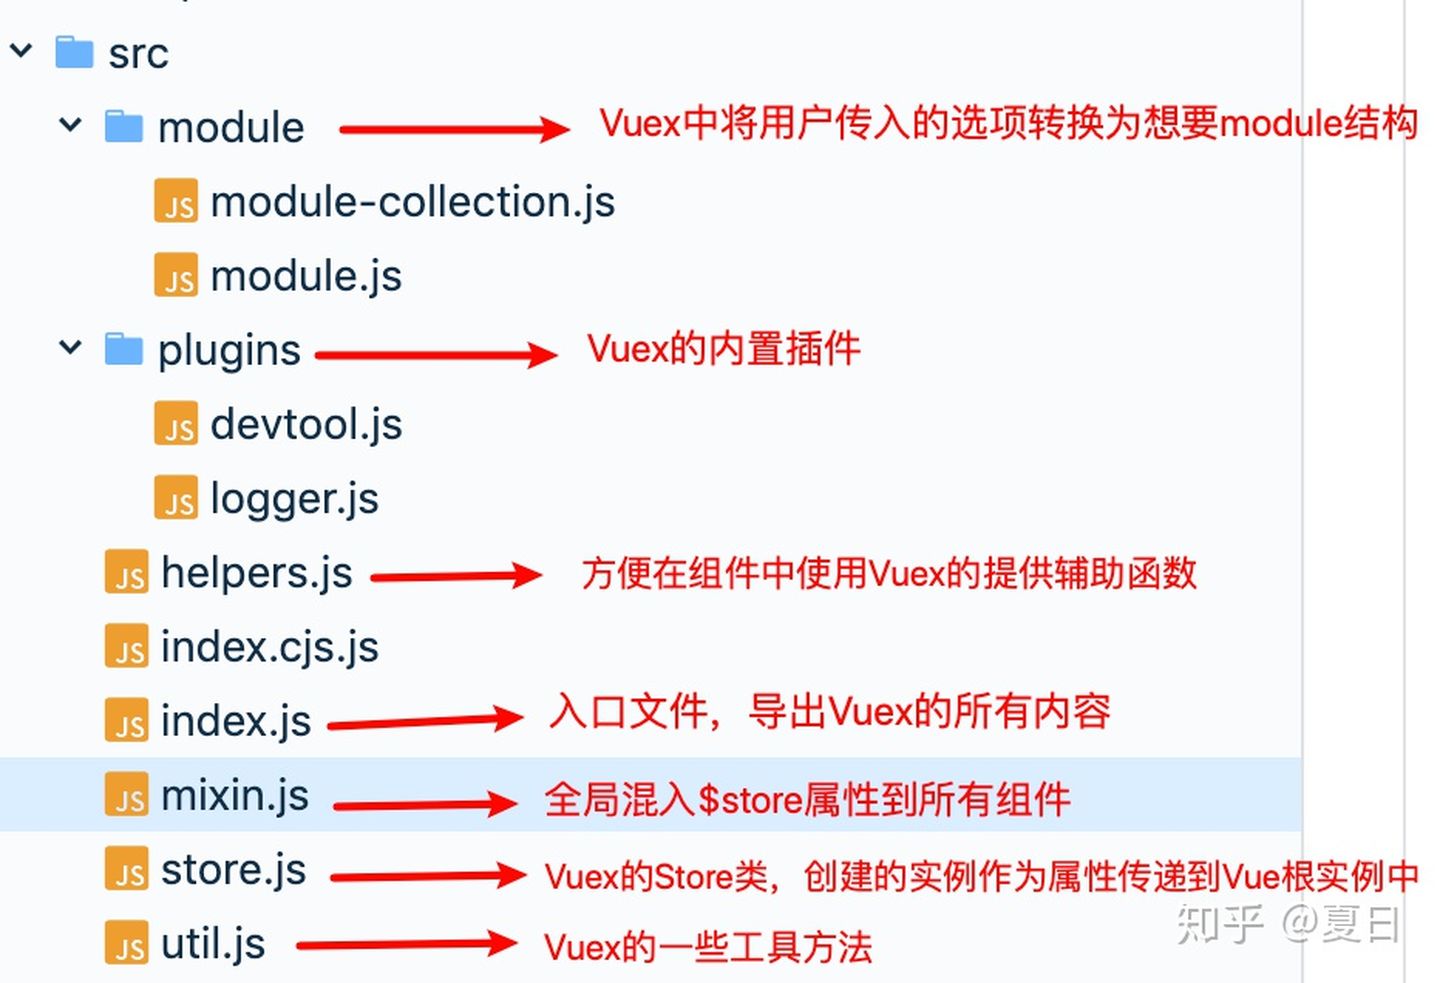 src
module Vuex中将用户传入的选项转换为想要module结构
JS module-collection.js
JS module.js
plugins Vuex的内置插件
JS devtool.js
JS logger.js
JS helpers.js 方便在组件中使用Vuex的提供辅助函数
JS index.cjs.js
JS index.js 入口文件，导出Vuex的所有内容
JS mixin.js 全局混入$store属性到所有组件
JS store.js Vuex的Store类，创建的实例作为属性传递到Vue根实例中
知乎 @夏日
JS util.js Vuex的一些工具方法